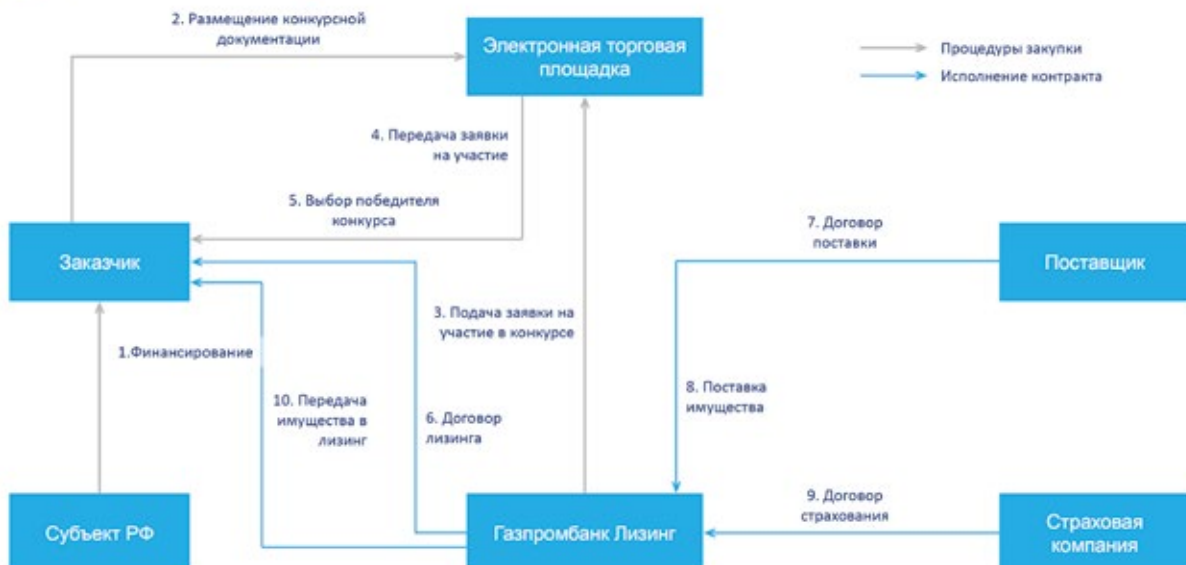 2. Размещение конкурсной
документации
Электронная торговая
площадка
Процедуры закупки
Исполнение контракта
4. Передача заявки
на участие
5. Выбор победителя
конкурса
7. Договор
поставки
Заказчик
Поставщик
3. Подача заявки на
участие в конкурсе
1.Финансирование
8. Поставка
имущества
10. Передача
имущества в
лизинг
6. Договор
лизинга
9. Договор
страхования
Субъект РФ
Газпромбанк Лизинг
Страховая
компания